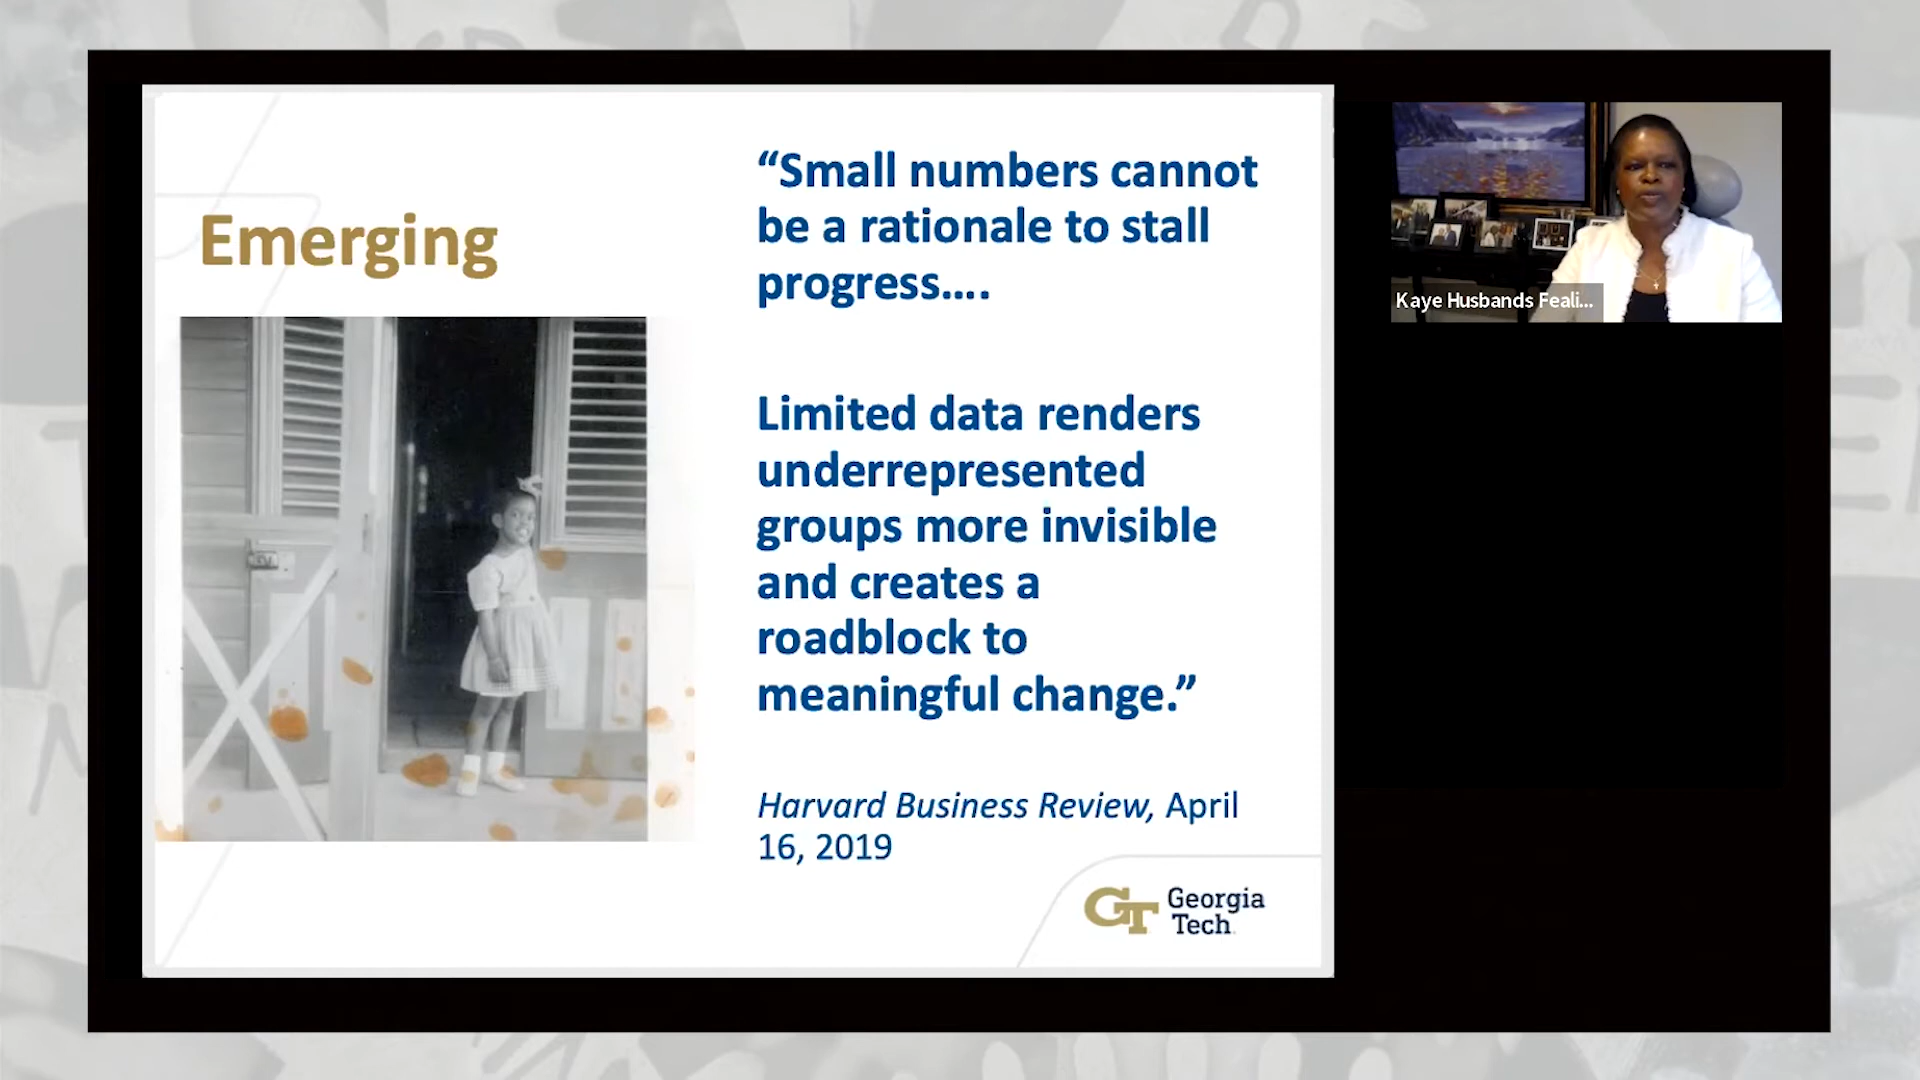 Emerging
“Small numbers cannot
be a rationale to stall
progress….
Limited data renders
underrepresented
groups more invisible
and creates a
roadblock to
meaningful change.”
Harvard Business Review, April
16, 2019
GT Georgia
Tech
Kaye Husbands Feali...